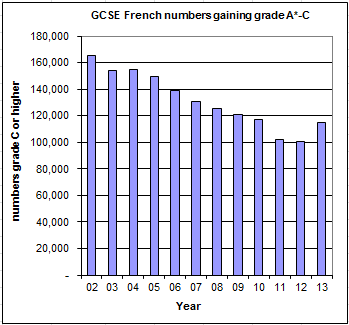 GCSE French numbers gaining grade A*-C
numbers grade C or higher
180,000
160,000
140,000
120,000
100,000
80,000
60,000
40,000
20,000
-
02 03 04 05 06 07 08 09 10 11 12 13
Year